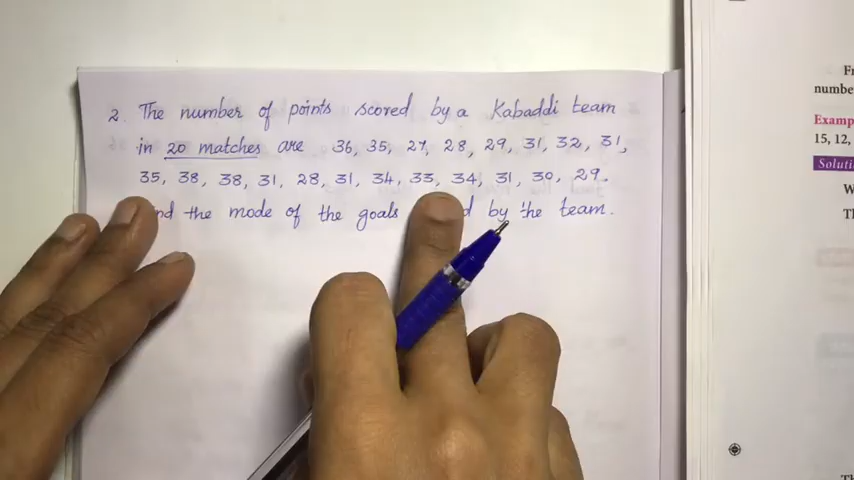 2. The number of points scored by a Kabaddi team
in 20 matches are 36, 35, 27, 28, 29, 31, 32, 31,
35, 38, 38, 31, 28, 31, 34, 33, 34, 31, 30, 29.
the mode of the goals by the team.
Fr
numbe
Examp
15, 12,
Soluti
W
Th
Th